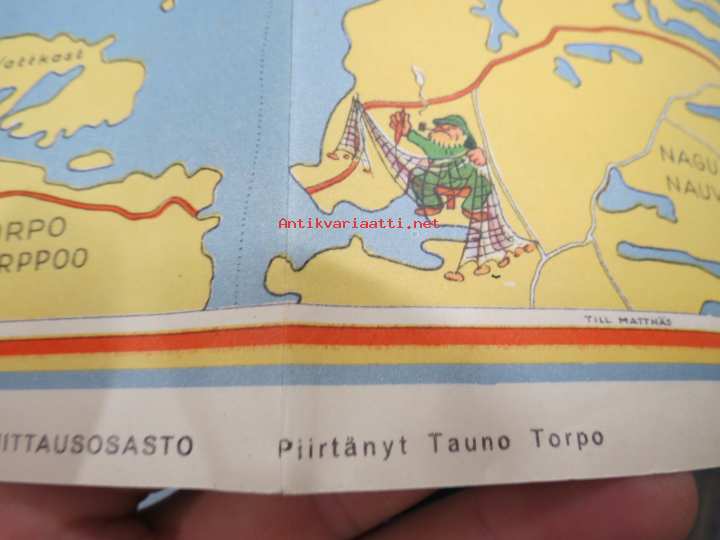 Vattkast
NAGU
NAUV
Antikvariaatti.net
ORPO
RPPOO
TILL MATTNÄS
ITTAUSOSASTO Piirtänyt Tauno Torpo